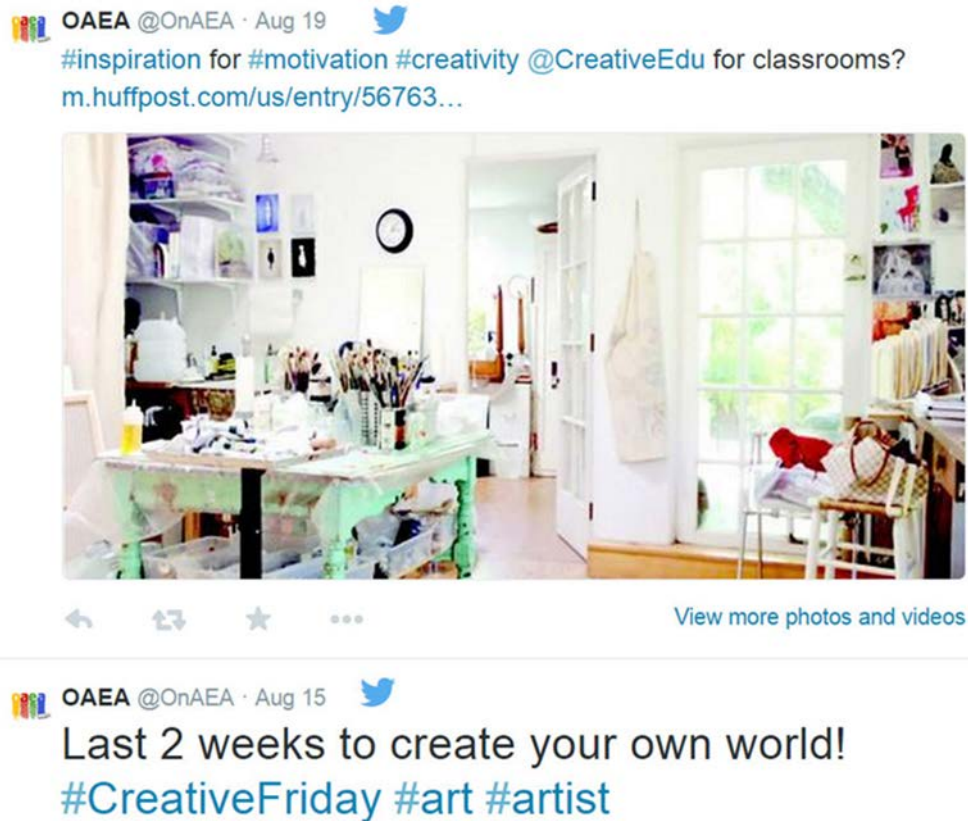 OAEA @OnAEA · Aug 19
#inspiration for #motivation #creativity @CreativeEdu for classrooms?
m.huffpost.com/us/entry/56763...
View more photos and videos
OAEA @OnAEA · Aug 15
Last 2 weeks to create your own world!
#CreativeFriday #art #artist